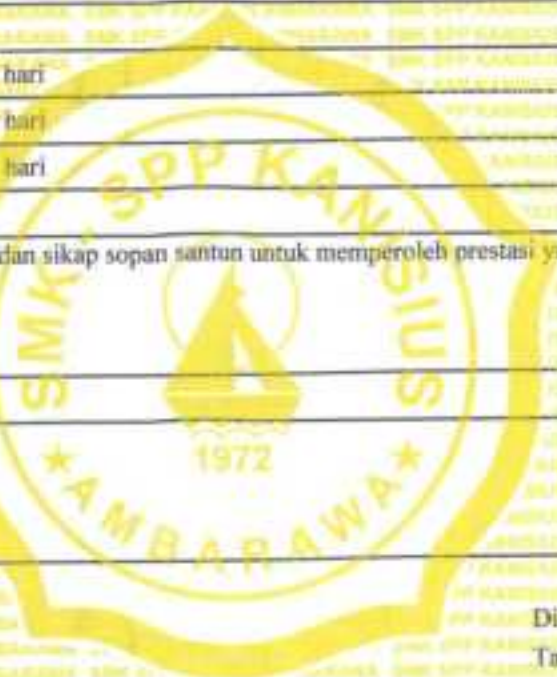 hari
hari
hari
SMK - SPP KANISIUS
dan sikap sopan santun untuk memperoleh prestasi y
1972
★ AMBARAWA ★
Di
Ta